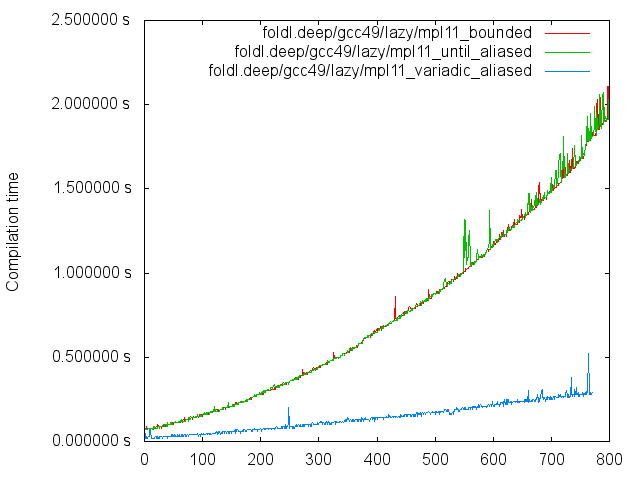 2.500000 s
foldl.deep/gcc49/lazy/mpl11_bounded
foldl.deep/gcc49/lazy/mpl11_until_aliased
foldl.deep/gcc49/lazy/mpl11_variadic_aliased
2.000000 s
1.500000 s
Compilation time
1.000000 s
0.500000 s
0.000000 s
0 100 200 300 400 500 600 700 800